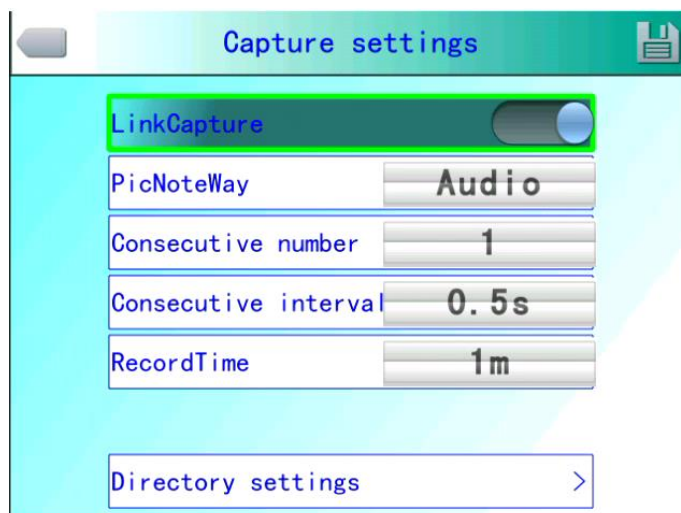 Capture settings
LinkCapture
PicNoteWay Audio
Consecutive number 1
Consecutive interval 0.5s
RecordTime 1m
Directory settings >